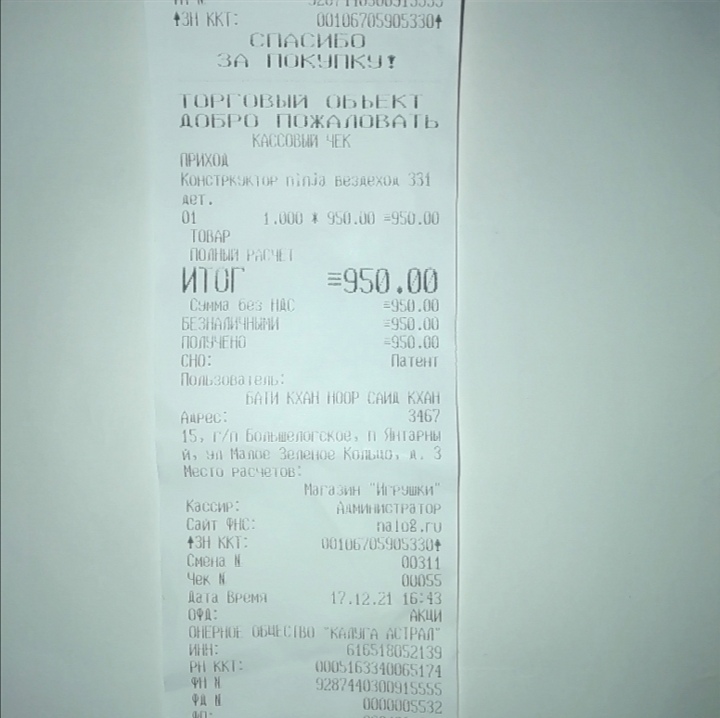 ↑ЗН ККТ: 00106705905330↑
СПАСИБО
ЗА ПОКУПКУ!
ТОРГОВЫЙ ОБЬЕКТ
ДОБРО ПОЖАЛОВАТЬ
КАССОВЫЙ ЧЕК
ПРИХОД
Констркуктор ninja вездеход 331
дет.
01 1.000 * 950.00 =950.00
ТОВАР
ПОЛНЫЙ РАСЧЕТ
ИТОГ =950.00
Сумма без НДС =950.00
БЕЗНАЛИЧНЫМИ =950.00
ПОЛУЧЕНО =950.00
СНО: Патент
Пользователь:
БАТИ КХАН НООР САИД КХАН
Адрес: 3467
15, г/п Большелогское, п Янтарны
й, ул Малое Зеленое Кольцо, д. 3
Место расчетов:
Магазин "Игрушки"
Кассир: Администратор
Сайт ФНС: nalog.ru
↑ЗН ККТ: 00106705905330↑
Смена N 00311
Чек N 00055
Дата Время 17.12.21 16:43
ОФД: АКЦИ
ОНЕРНОЕ ОБЧЕСТВО "КАЛУГА АСТРАЛ"
ИНН: 616518052139
РН ККТ: 0005163340065174
ФН N 9287440300915555
ФД N 0000005532